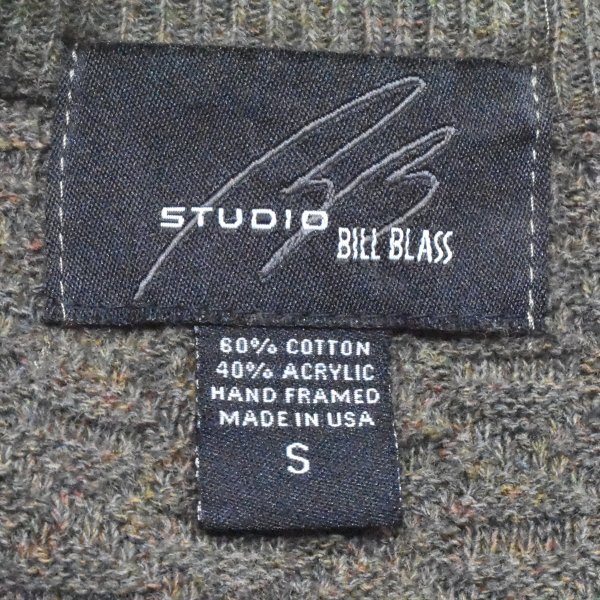 STUDIO
BILL BLASS
60% COTTON
40% ACRYLIC
HAND FRAMED
MADE IN USA
S